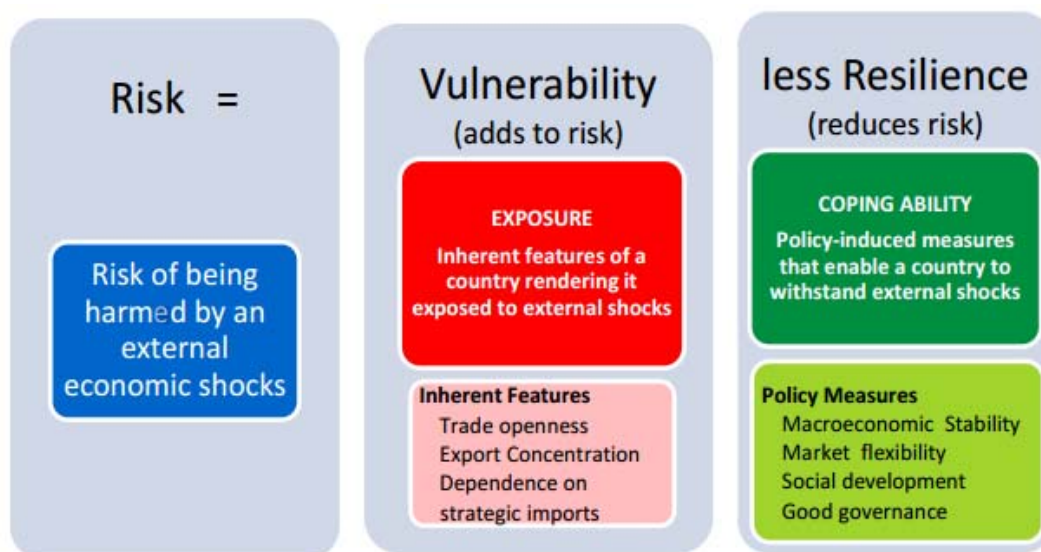 Risk =
Risk of being
harmed by an
external
economic shocks
Vulnerability
(adds to risk)
EXPOSURE
Inherent features of a
country rendering it
exposed to external shocks
Inherent Features
Trade openness
Export Concentration
Dependence on
strategic imports
less Resilience
(reduces risk)
COPING ABILITY
Policy-induced measures
that enable a country to
withstand external shocks
Policy Measures
Macroeconomic Stability
Market flexibility
Social development
Good governance